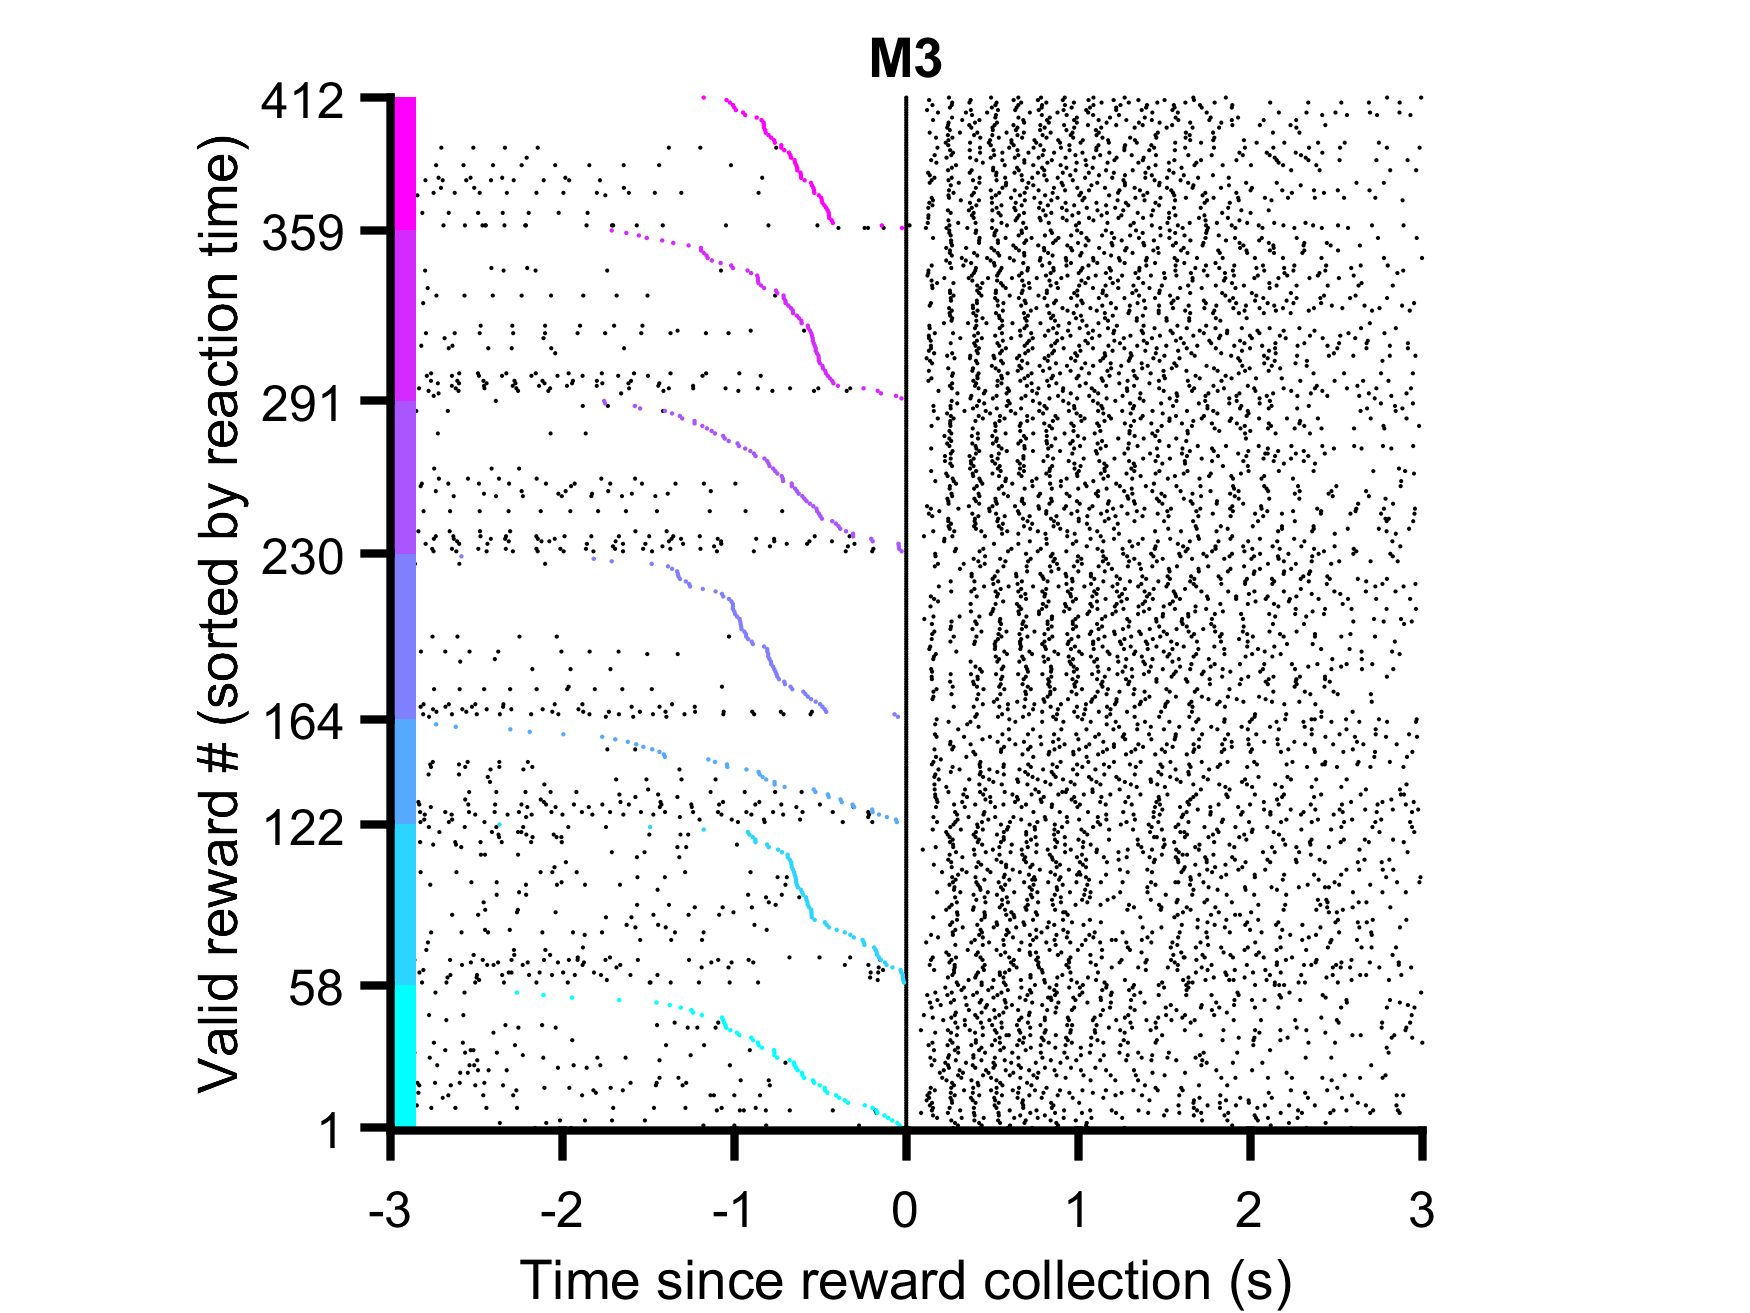 M3
Valid reward # (sorted by reaction time)
412
359
291
230
164
122
58
1
-3 -2 -1 0 1 2 3
Time since reward collection (s)